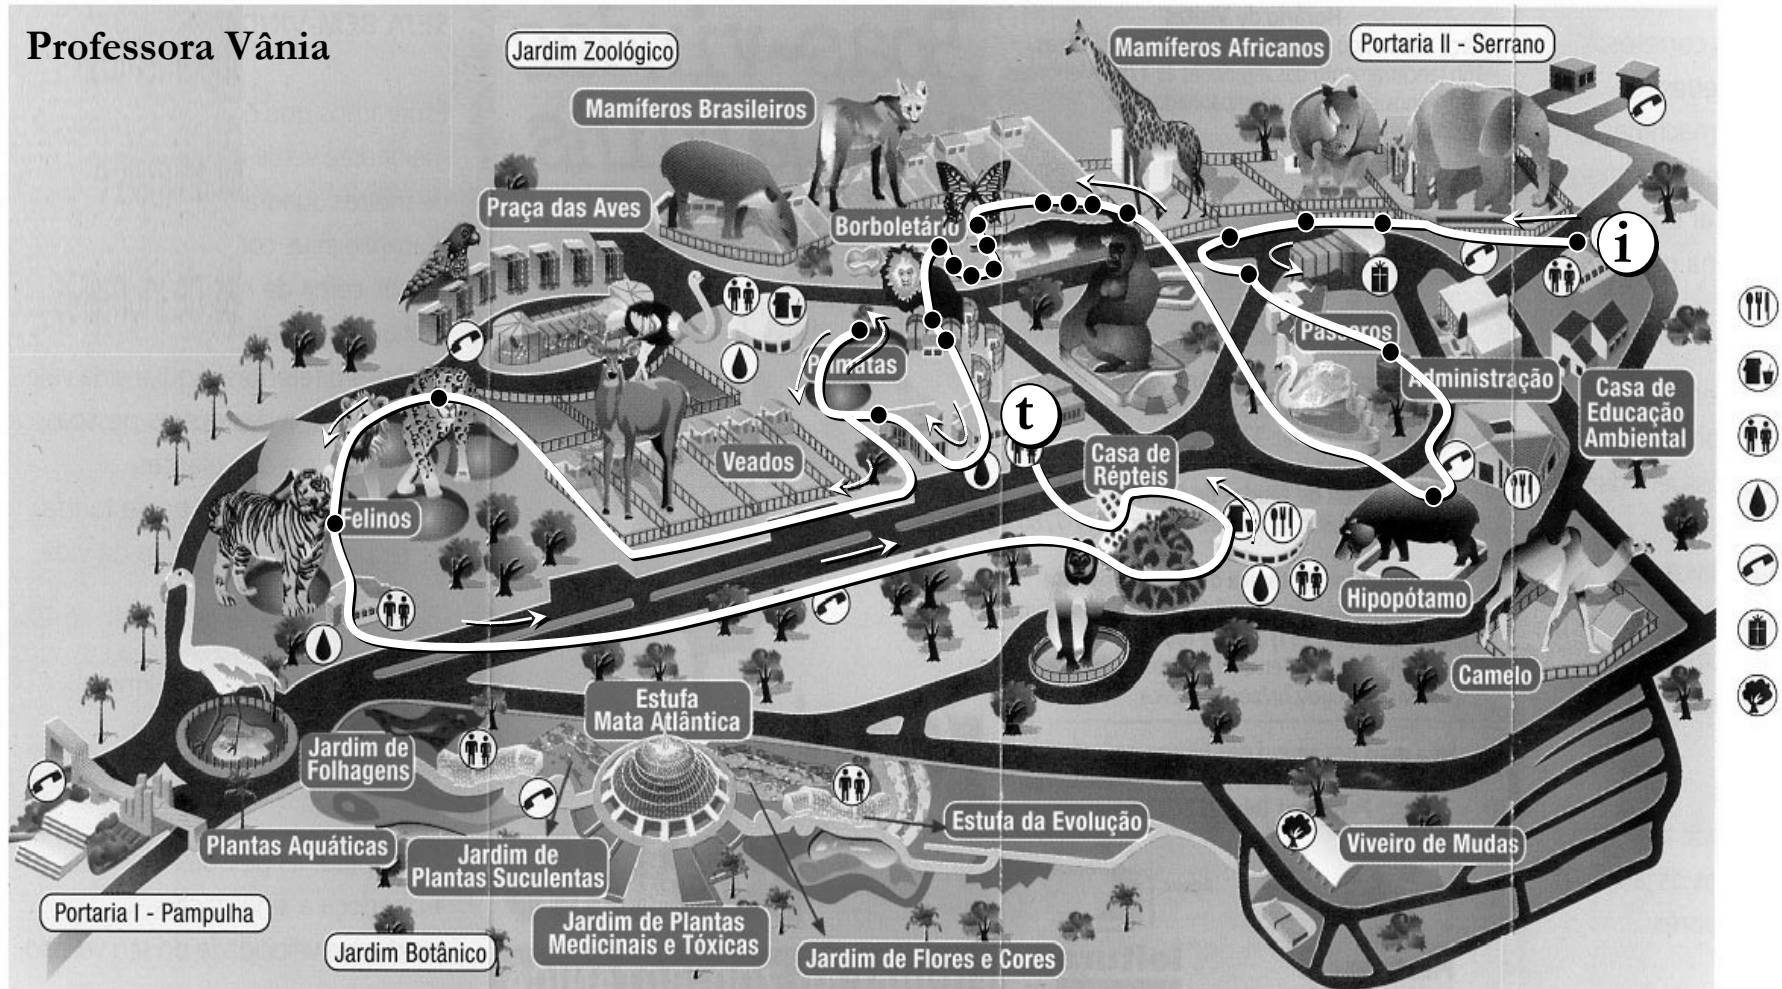 Professora Vânia
Jardim Zoológico
Mamíferos Africanos
Portaria II - Serrano
Mamíferos Brasileiros
Praça das Aves
Borboletário
i
Pássaros
Primatas
Administração
Casa de
Educação
Ambiental
t
Casa de
Répteis
Veados
Felinos
Hipopótamo
Camelo
Estufa
Mata Atlântica
Jardim de
Folhagens
Estufa da Evolução
Viveiro de Mudas
Plantas Aquáticas
Jardim de
Plantas Suculentas
Portaria I - Pampulha
Jardim de Plantas
Medicinais e Tóxicas
Jardim Botânico
Jardim de Flores e Cores